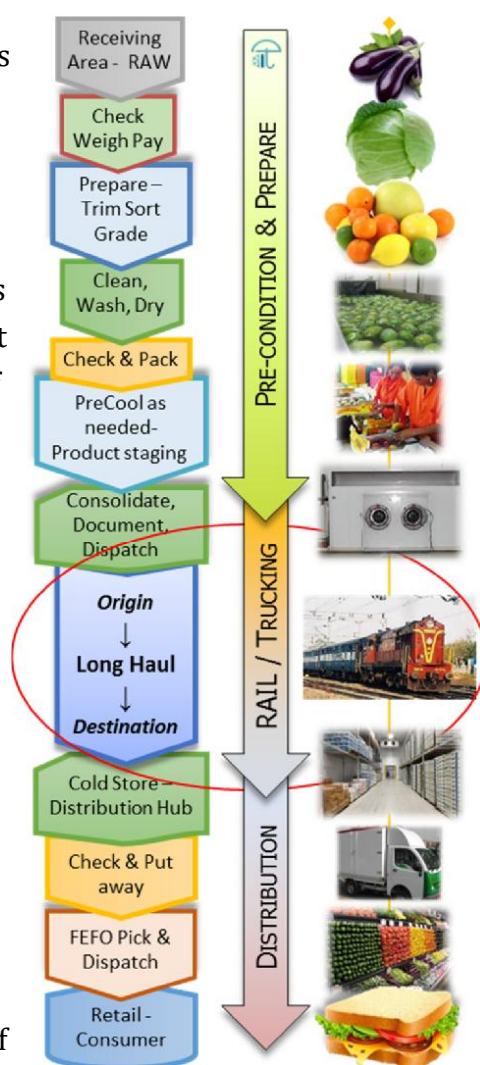 s
Receiving
Area - RAW
Check
Weigh Pay
Prepare –
Trim Sort
Grade
Clean,
Wash, Dry
s
t
Check & Pack
PreCool as
needed-
Product staging
Consolidate,
Document,
Dispatch
Origin
↓
Long Haul
↓
Destination
Cold Store –
Distribution Hub
Check & Put
away
FEFO Pick &
Dispatch
Retail -
Consumer
f
PRE-CONDITION & PREPARE
RAIL / TRUCKING
DISTRIBUTION